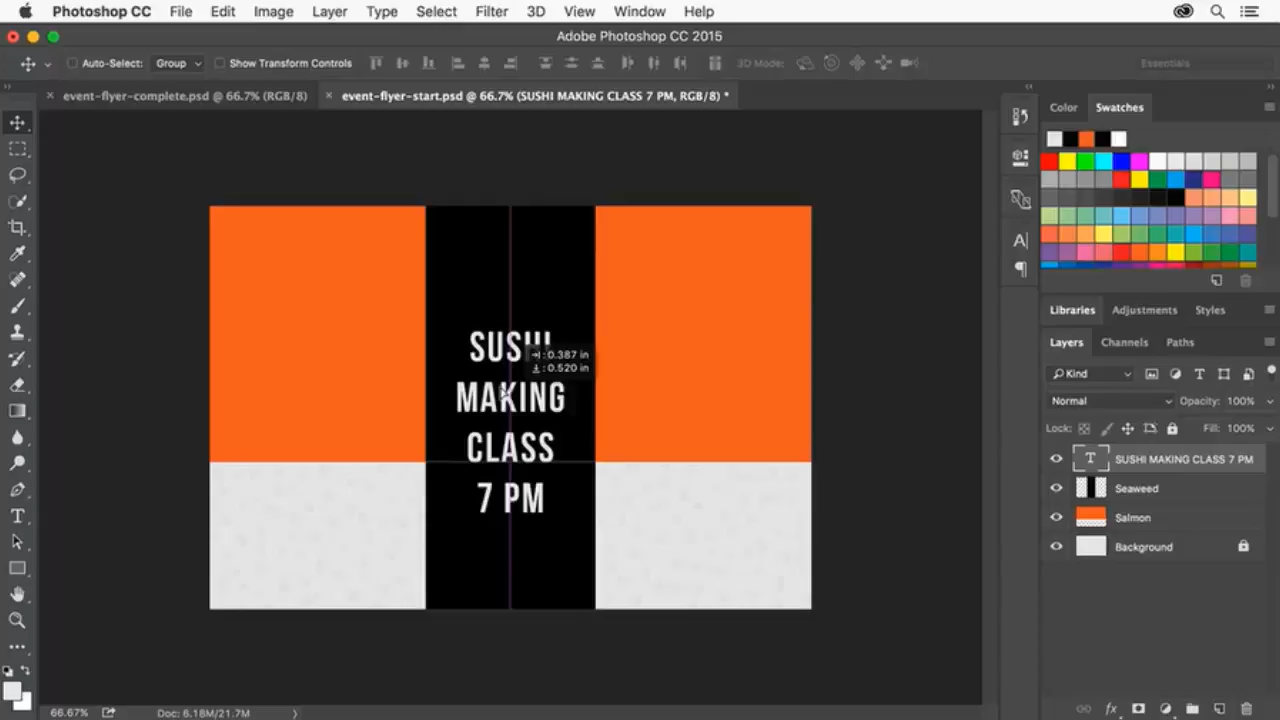 Photoshop CC File Edit Image Layer Type Select Filter 3D View Window Help
Adobe Photoshop CC 2015
Auto-Select: Group Show Transform Controls 3D Mode: Essentials
× event-flyer-complete.psd @ 66.7% (RGB/8) × event-flyer-start.psd @ 66.7% (SUSHI MAKING CLASS 7 PM, RGB/8) *
Color Swatches
SUSHI
: 0.387 in
: 0.520 in
MAKING
CLASS
7 PM
Libraries Adjustments Styles
Layers Channels Paths
Kind
Normal Opacity: 100%
Lock: Fill: 100%
SUSHI MAKING CLASS 7 PM
Seaweed
Salmon
Background
66.67% Doc: 6.18M/21.7M